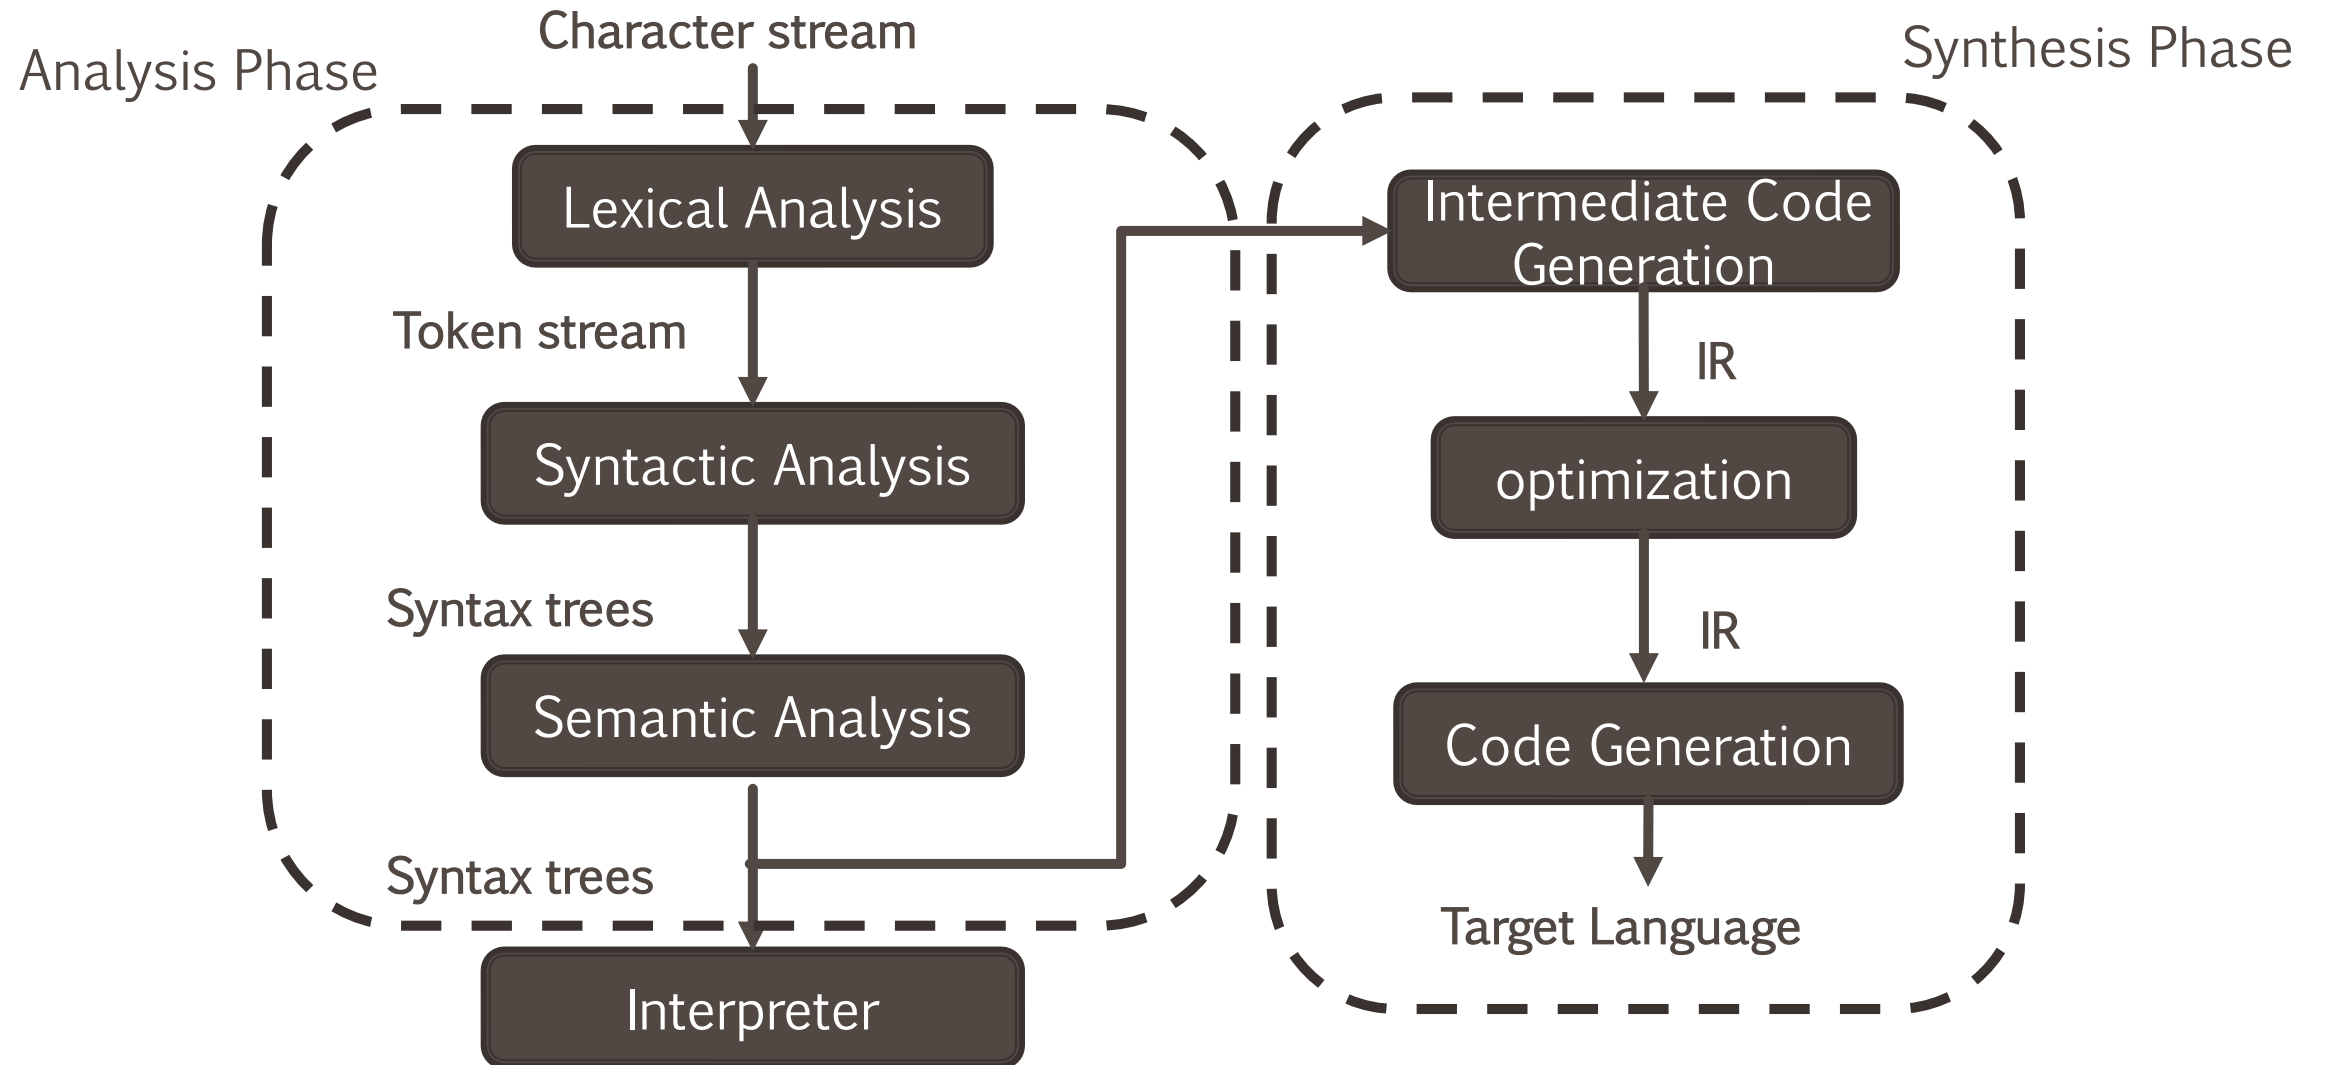 Analysis Phase
Character stream
Lexical Analysis
Token stream
Syntactic Analysis
Syntax trees
Semantic Analysis
Syntax trees
Interpreter
Synthesis Phase
Intermediate Code
Generation
IR
optimization
IR
Code Generation
Target Language